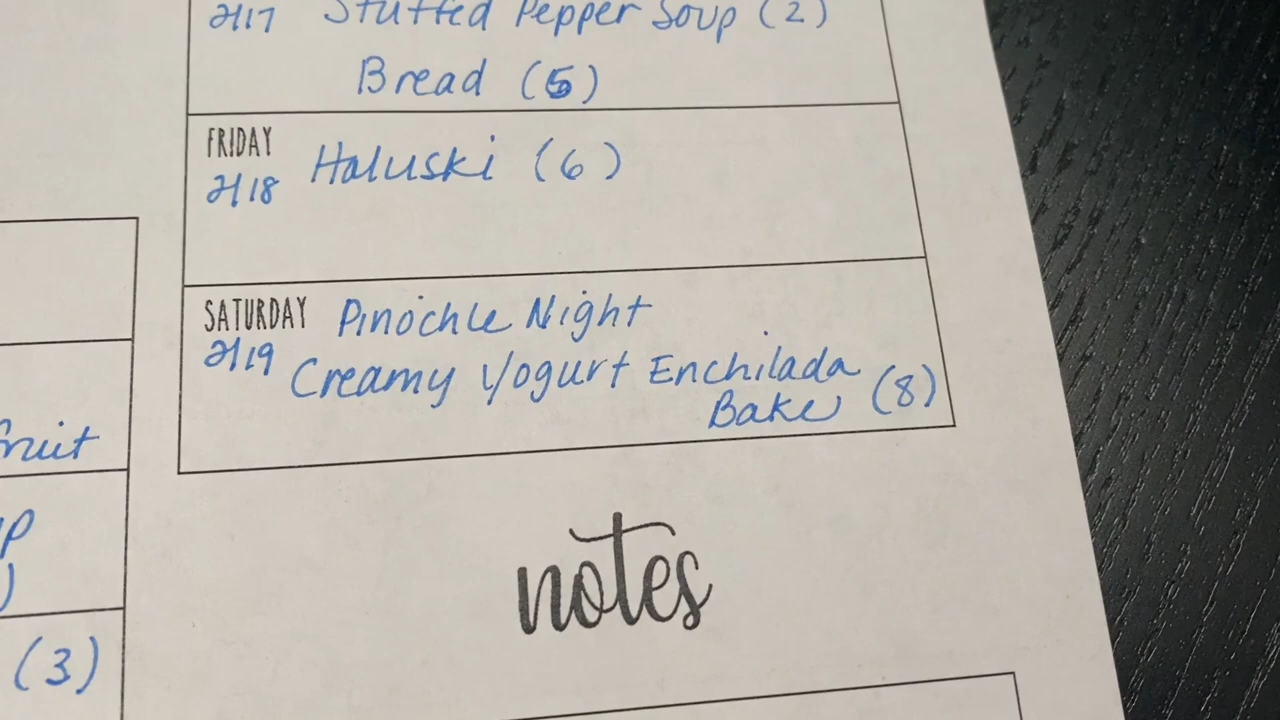 2/17 Stuffed Pepper Soup (2)
Bread (5)
FRIDAY
2/18 Haluski (6)
SATURDAY Pinochle Night
2/19 Creamy Yogurt Enchilada
Bake (8)
fruit
(3)
notes